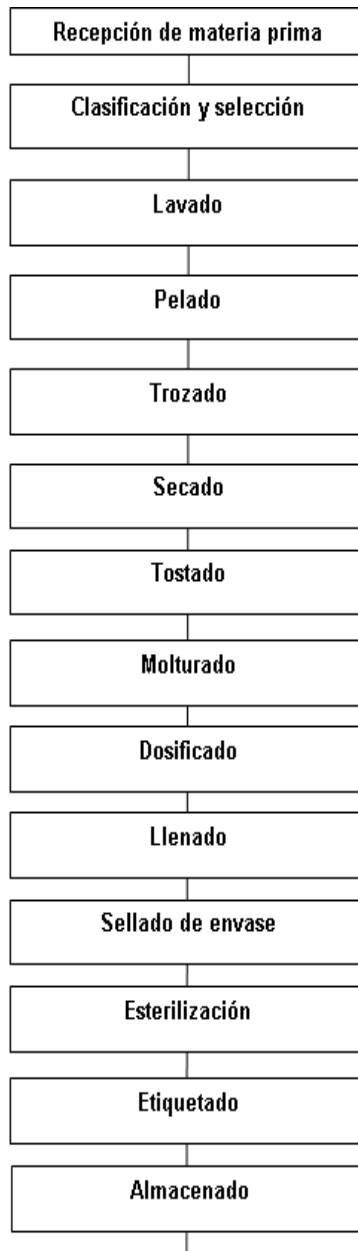 Recepción de materia prima
Clasificación y selección
Lavado
Pelado
Trozado
Secado
Tostado
Molturado
Dosificado
Llenado
Sellado de envase
Esterilización
Etiquetado
Almacenado